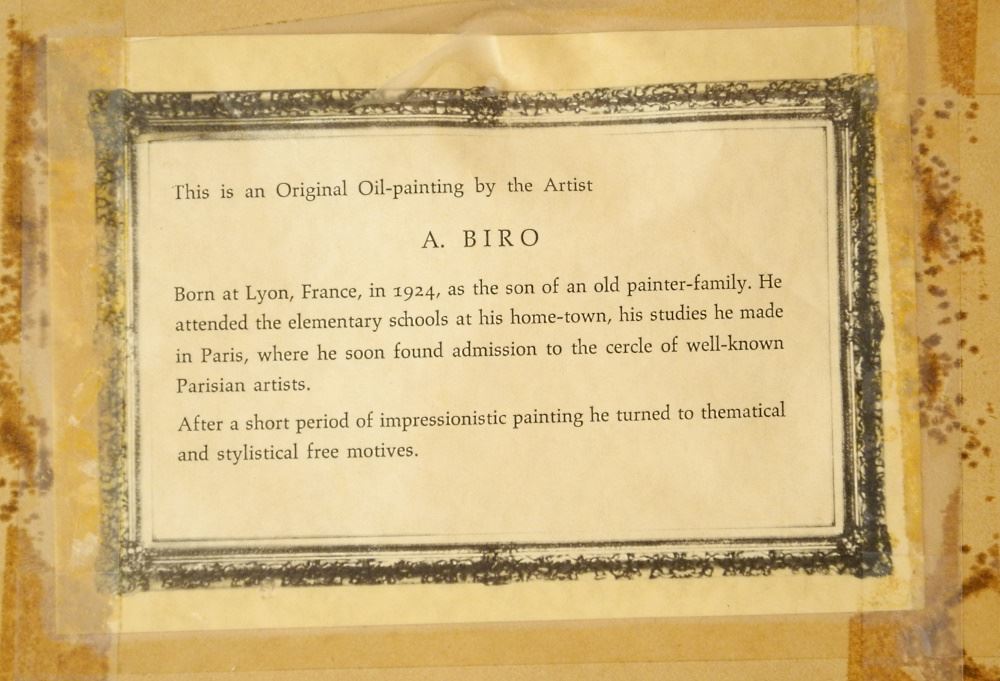 This is an Original Oil-painting by the Artist
A. BIRO
Born at Lyon, France, in 1924, as the son of an old painter-family. He
attended the elementary schools at his home-town, his studies he made
in Paris, where he soon found admission to the cercle of well-known
Parisian artists.
After a short period of impressionistic painting he turned to thematical
and stylistical free motives.